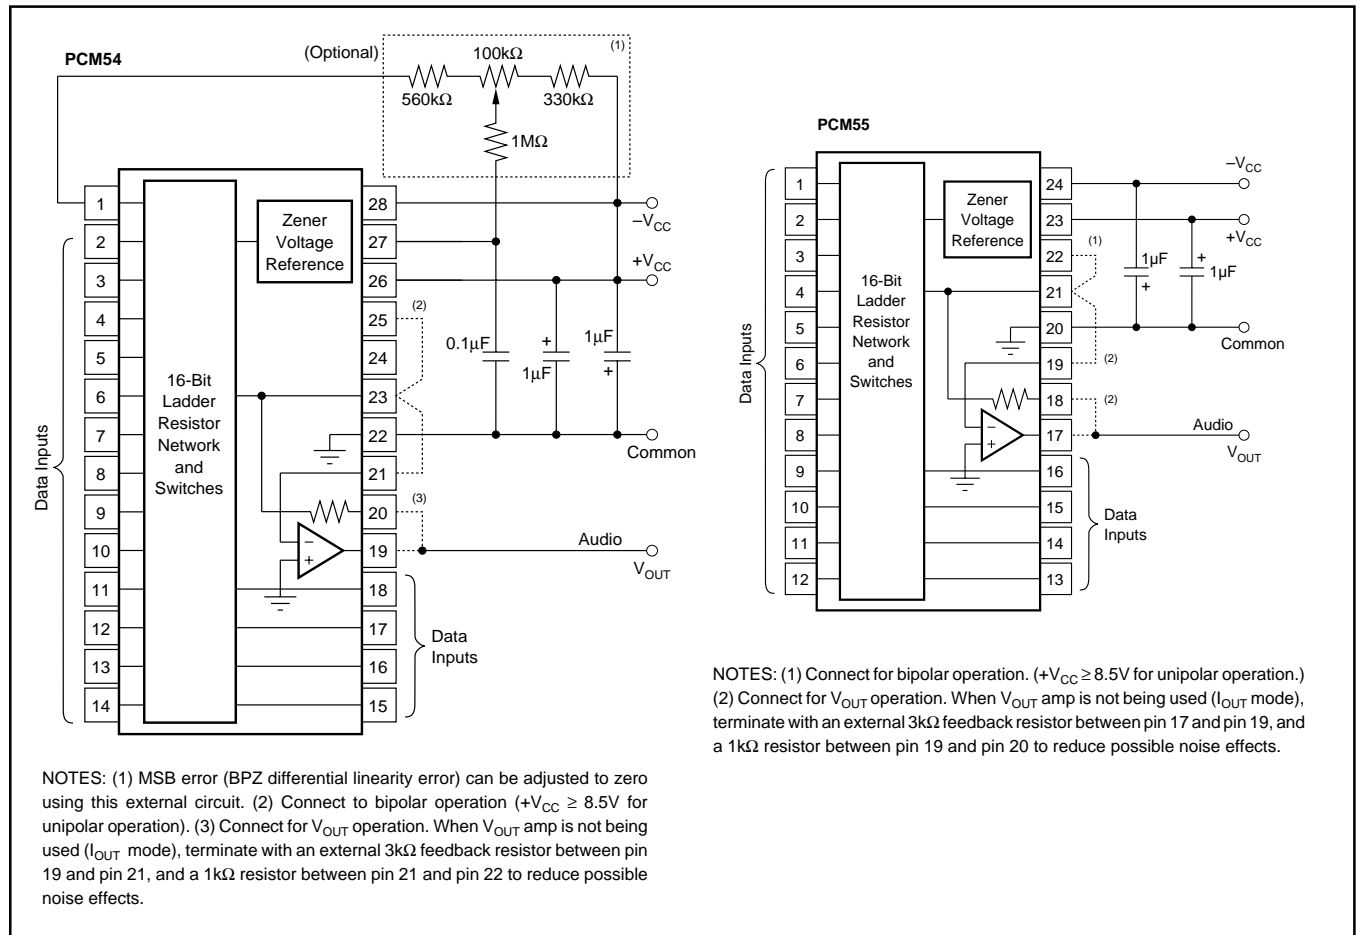 PCM54
(Optional)
100kΩ
(1)
560kΩ
330kΩ
1MΩ
1
2
3
4
5
6
7
8
9
10
11
12
13
14
Data Inputs
16-Bit
Ladder
Resistor
Network
and
Switches
Zener
Voltage
Reference
28
27
26
25
24
23
22
21
20
19
18
17
16
15
–VCC
+VCC
(2)
0.1µF
+
1µF
1µF
+
Common
(3)
–
+
Audio
VOUT
Data
Inputs
NOTES: (1) MSB error (BPZ differential linearity error) can be adjusted to zero
using this external circuit. (2) Connect to bipolar operation (+VCC ≥ 8.5V for
unipolar operation). (3) Connect for VOUT operation. When VOUT amp is not being
used (IOUT mode), terminate with an external 3kΩ feedback resistor between pin
19 and pin 21, and a 1kΩ resistor between pin 21 and pin 22 to reduce possible
noise effects.
PCM55
1
2
3
4
5
6
7
8
9
10
11
12
Data Inputs
16-Bit
Ladder
Resistor
Network
and
Switches
Zener
Voltage
Reference
24
23
22
21
20
19
18
17
16
15
14
13
–VCC
+VCC
(1)
1µF
+
+
1µF
Common
(2)
(2)
–
+
Audio
VOUT
Data
Inputs
NOTES: (1) Connect for bipolar operation. (+VCC ≥ 8.5V for unipolar operation.)
(2) Connect for VOUT operation. When VOUT amp is not being used (IOUT mode),
terminate with an external 3kΩ feedback resistor between pin 17 and pin 19, and
a 1kΩ resistor between pin 19 and pin 20 to reduce possible noise effects.